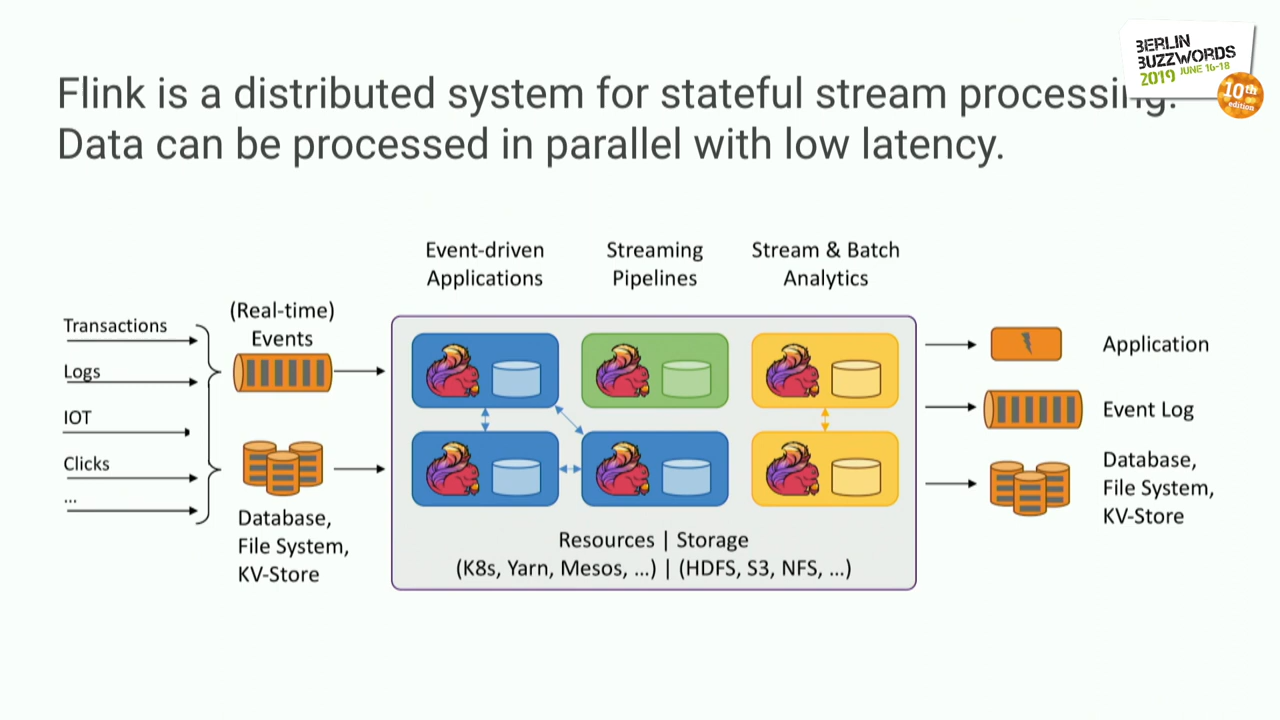 BERLIN
BUZZWORDS
2019 JUNE 16-18
10th
edition
Flink is a distributed system for stateful stream processing.
Data can be processed in parallel with low latency.
Event-driven
Applications
Streaming
Pipelines
Stream & Batch
Analytics
(Real-time)
Events
Transactions
Logs
IOT
Clicks
...
Database,
File System,
KV-Store
Resources | Storage
(K8s, Yarn, Mesos, ...) | (HDFS, S3, NFS, ...)
Application
Event Log
Database,
File System,
KV-Store